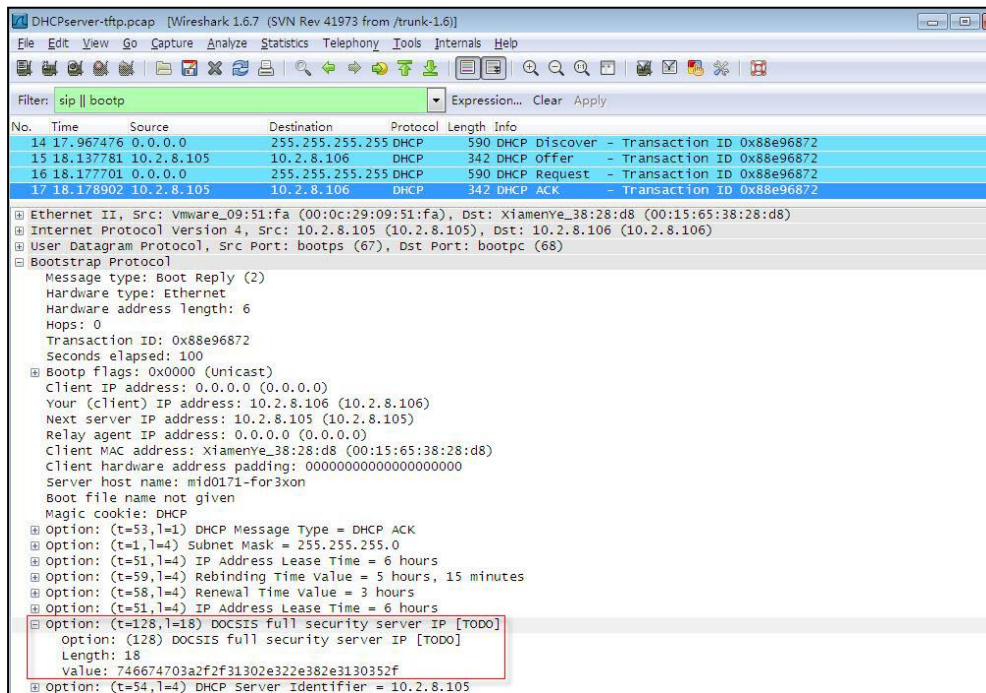 DHCPserver-tftp.pcap [Wireshark 1.6.7 (SVN Rev 41973 from /trunk-1.6)]
File Edit View Go Capture Analyze Statistics Telephony Tools Internals Help
Filter: sip || bootp Expression... Clear Apply
No. Time Source Destination Protocol Length Info
14 17.967476 0.0.0.0 255.255.255.255 DHCP 590 DHCP Discover - Transaction ID 0x88e96872
15 18.137781 10.2.8.105 10.2.8.106 DHCP 342 DHCP Offer - Transaction ID 0x88e96872
16 18.177701 0.0.0.0 255.255.255.255 DHCP 590 DHCP Request - Transaction ID 0x88e96872
17 18.178902 10.2.8.105 10.2.8.106 DHCP 342 DHCP ACK - Transaction ID 0x88e96872
Ethernet II, Src: Vmware_09:51:fa (00:0c:29:09:51:fa), Dst: XiamenYe_38:28:d8 (00:15:65:38:28:d8)
Internet Protocol Version 4, Src: 10.2.8.105 (10.2.8.105), Dst: 10.2.8.106 (10.2.8.106)
User Datagram Protocol, Src Port: bootps (67), Dst Port: bootpc (68)
Bootstrap Protocol
Message type: Boot Reply (2)
Hardware type: Ethernet
Hardware address length: 6
Hops: 0
Transaction ID: 0x88e96872
Seconds elapsed: 100
Bootp flags: 0x0000 (Unicast)
Client IP address: 0.0.0.0 (0.0.0.0)
Your (client) IP address: 10.2.8.106 (10.2.8.106)
Next server IP address: 10.2.8.105 (10.2.8.105)
Relay agent IP address: 0.0.0.0 (0.0.0.0)
Client MAC address: XiamenYe_38:28:d8 (00:15:65:38:28:d8)
Client hardware address padding: 00000000000000000000
Server host name: mid0171-for3xon
Boot file name not given
Magic cookie: DHCP
Option: (t=53,l=1) DHCP Message Type = DHCP ACK
Option: (t=1,l=4) Subnet Mask = 255.255.255.0
Option: (t=51,l=4) IP Address Lease Time = 6 hours
Option: (t=59,l=4) Rebinding Time Value = 5 hours, 15 minutes
Option: (t=58,l=4) Renewal Time Value = 3 hours
Option: (t=51,l=4) IP Address Lease Time = 6 hours
Option: (t=128,l=18) DOCSIS full security server IP [TODO]
Option: (128) DOCSIS full security server IP [TODO]
Length: 18
Value: 746674703a2f2f31302e322e382e3130352f
Option: (t=54,l=4) DHCP Server Identifier = 10.2.8.105